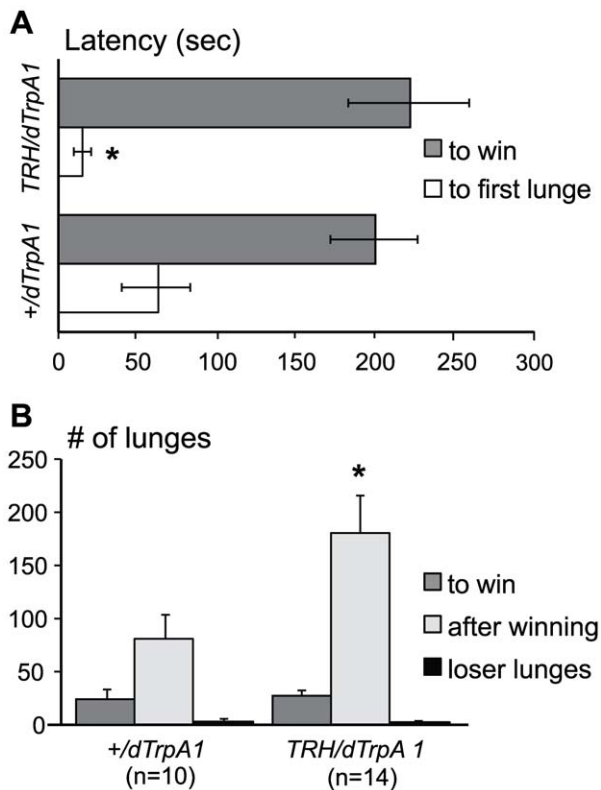 A
Latency (sec)
TRH/dTrpA1
*
to win
to first lunge
+/dTrpA1
0 50 100 150 200 250 300
B
# of lunges
250
200
150
100
50
0
*
to win
after winning
loser lunges
+/dTrpA1
(n=10)
TRH/dTrpA 1
(n=14)